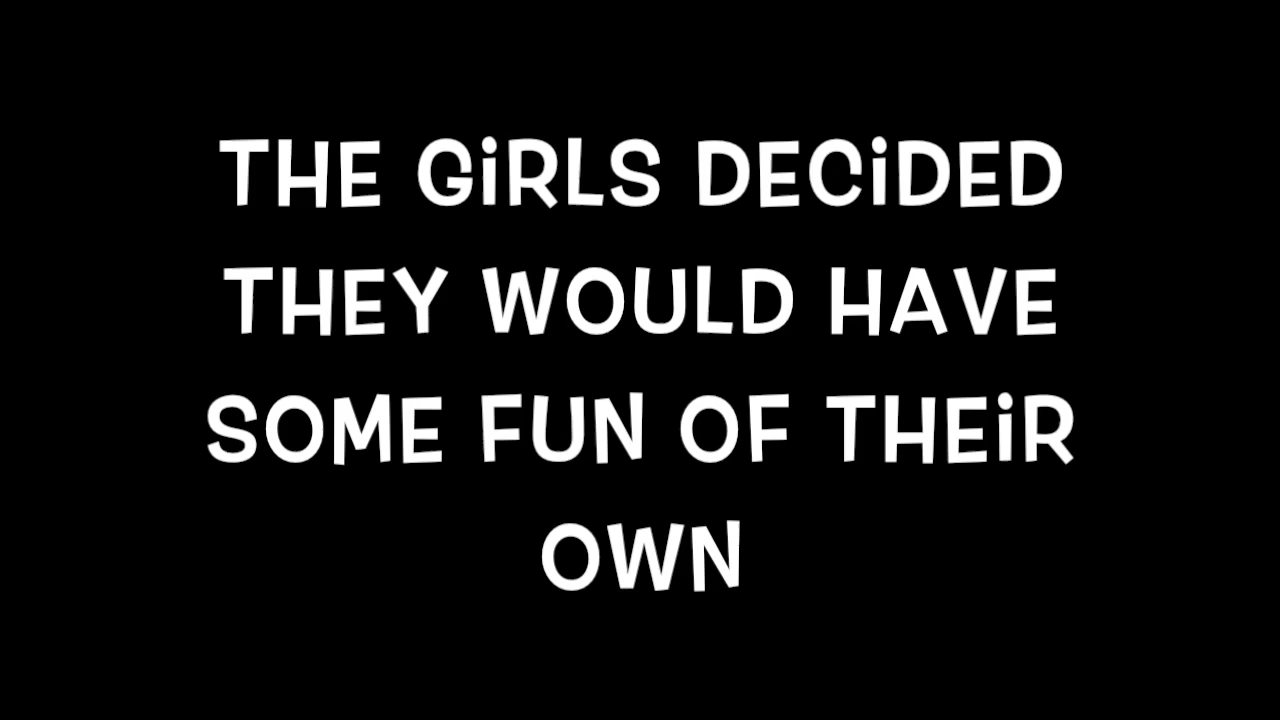 THE GiRLS DECiDED
THEY WOULD HAVE
SOME FUN OF THEiR
OWN